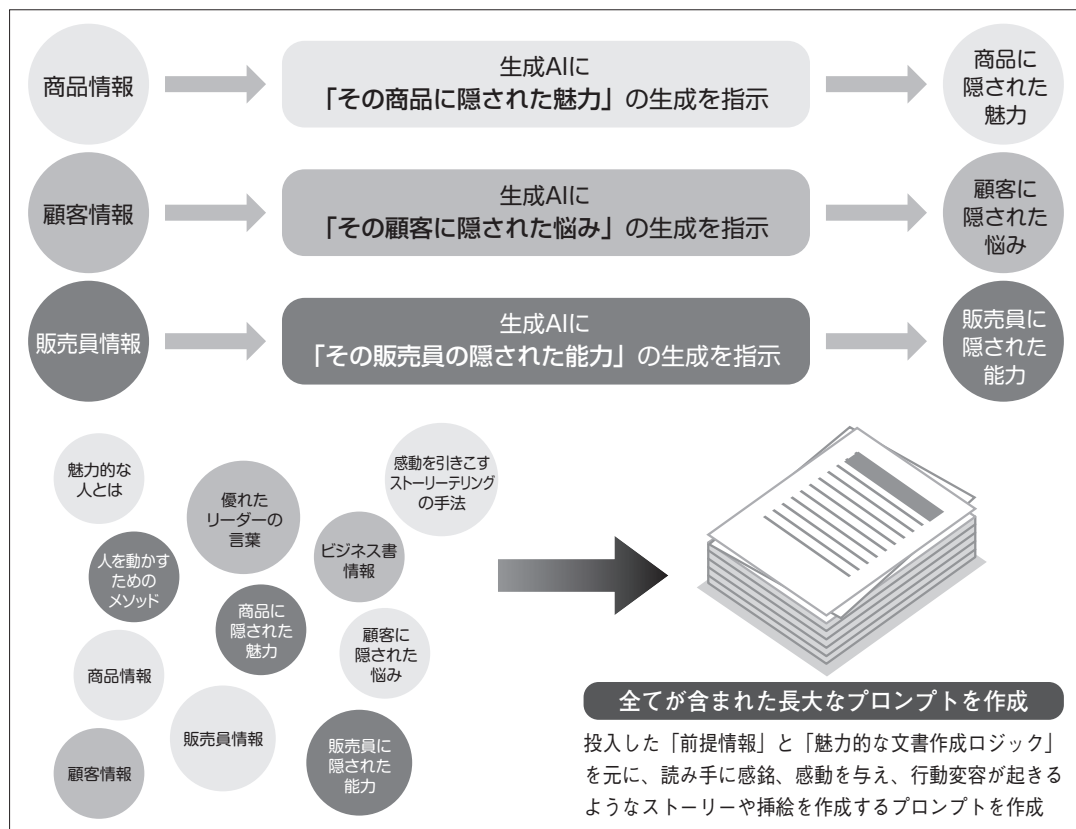 商品情報
生成AIに
「その商品に隠された魅力」の生成を指示
商品に
隠された
魅力
顧客情報
生成AIに
「その顧客に隠された悩み」の生成を指示
顧客に
隠された
悩み
販売員情報
生成AIに
「その販売員の隠された能力」の生成を指示
販売員に
隠された
能力
魅力的な
人とは
優れた
リーダーの
言葉
感動を引きこす
ストーリーテリング
の手法
人を動かす
ための
メソッド
ビジネス書
情報
商品に
隠された
魅力
顧客に
隠された
悩み
商品情報
販売員情報
顧客情報
販売員に
隠された
能力
全てが含まれた長大なプロンプトを作成
投入した「前提情報」と「魅力的な文書作成ロジック」
を元に、読み手に感銘、感動を与え、行動変容が起きる
ようなストーリーや挿絵を作成するプロンプトを作成